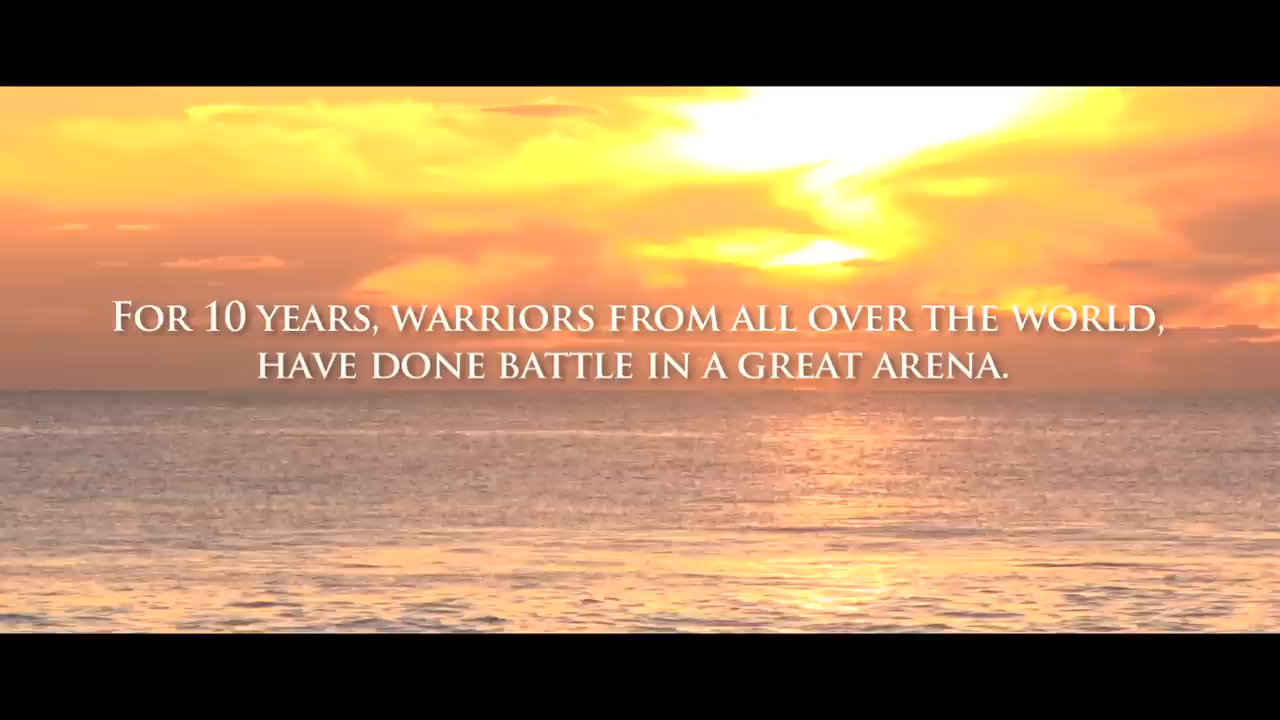 For 10 years, warriors from all over the world,
have done battle in a great arena.